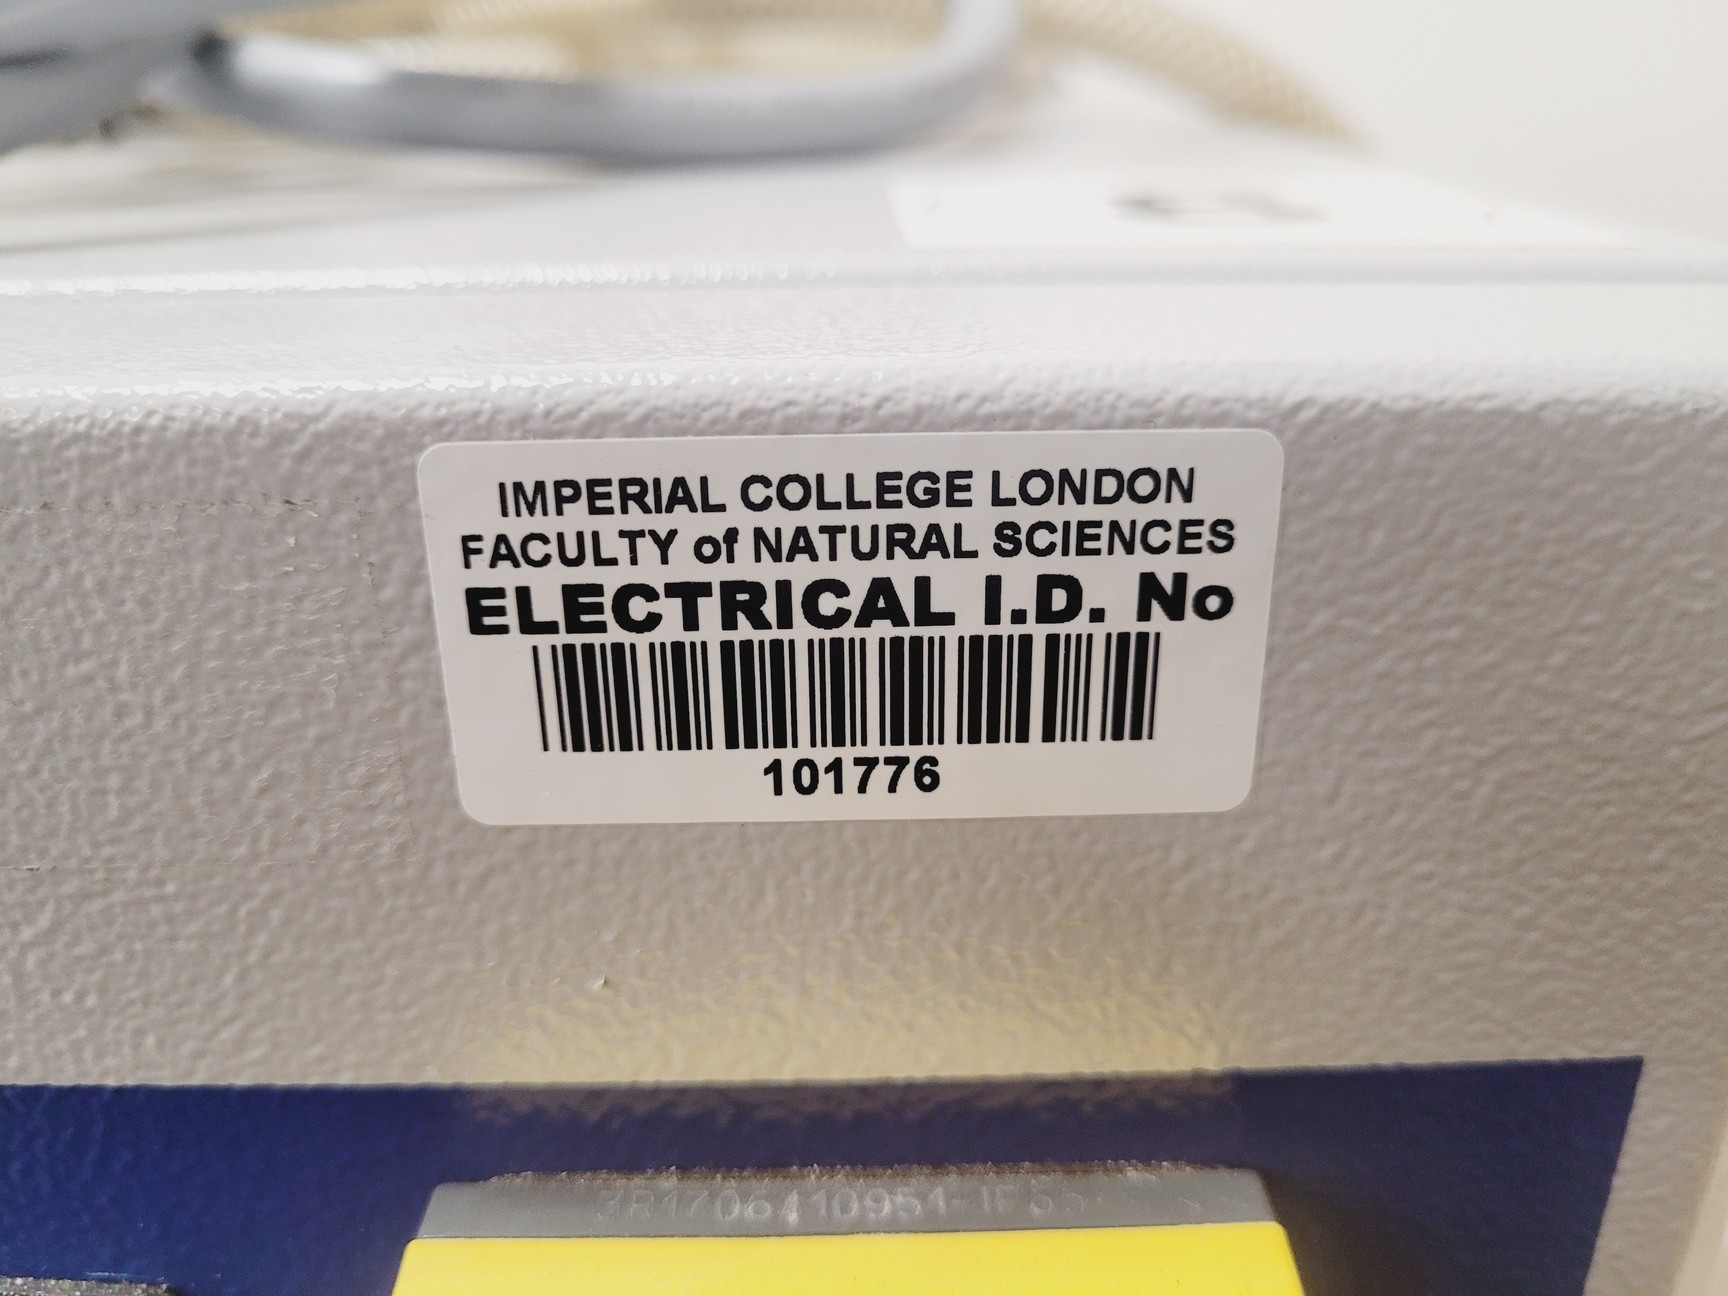 IMPERIAL COLLEGE LONDON
FACULTY of NATURAL SCIENCES
ELECTRICAL I.D. No
101776